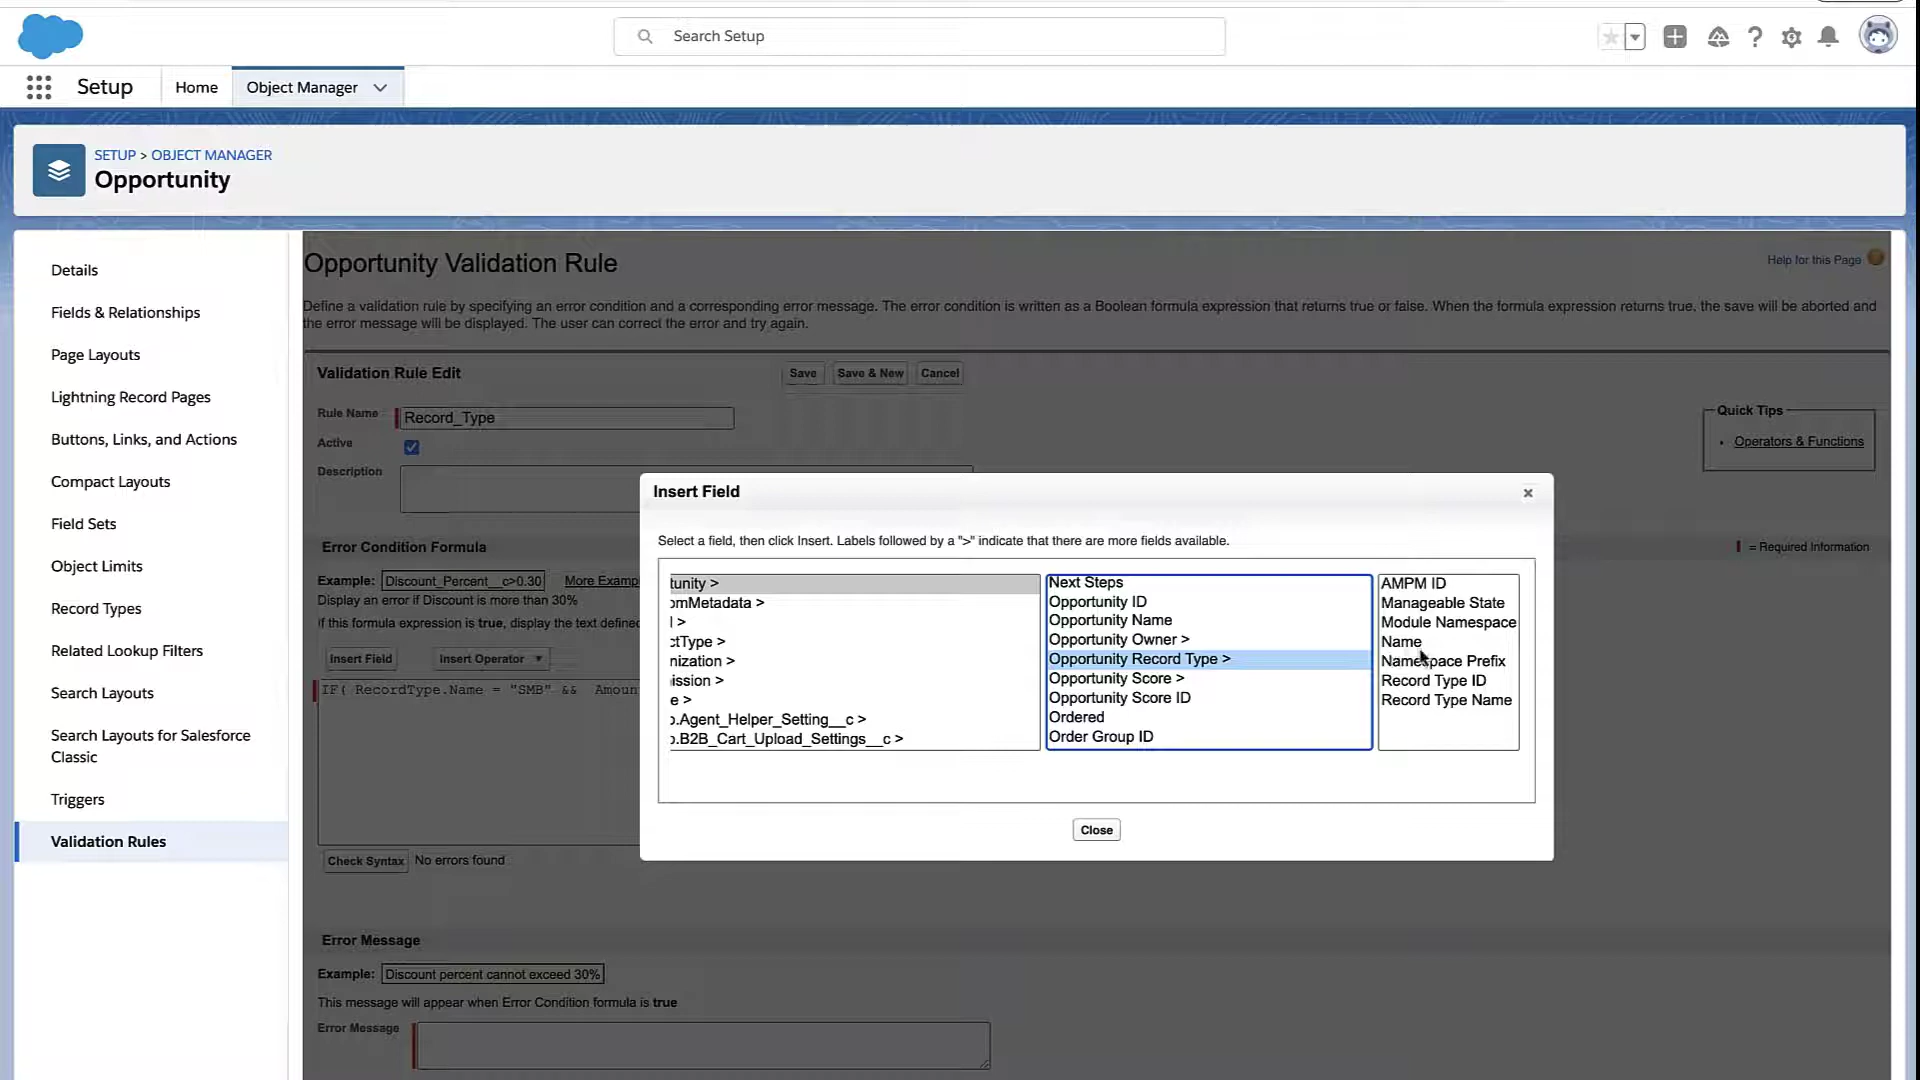 Search Setup
Setup
Home
Object Manager
SETUP > OBJECT MANAGER
Opportunity
Details
Fields & Relationships
Page Layouts
Lightning Record Pages
Buttons, Links, and Actions
Compact Layouts
Field Sets
Object Limits
Record Types
Related Lookup Filters
Search Layouts
Search Layouts for Salesforce
Classic
Triggers
Validation Rules
Opportunity Validation Rule
Help for this Page
Define a validation rule by specifying an error condition and a corresponding error message. The error condition is written as a Boolean formula expression that returns true or false. When the formula expression returns true, the save will be aborted and
the error message will be displayed. The user can correct the error and try again.
Validation Rule Edit
Save
Save & New
Cancel
Rule Name
Record_Type
Active
Description
Quick Tips
• Operators & Functions
Error Condition Formula
= Required Information
Example:
Discount_Percent__c>0.30
More Examp
Display an error if Discount is more than 30%
If this formula expression is true, display the text define
Insert Field
Insert Operator
IF( RecordType.Name = "SMB" && Amoun
Check Syntax
No errors found
Insert Field
×
Select a field, then click Insert. Labels followed by a ">" indicate that there are more fields available.
tunity >
omMetadata >
l >
ctType >
nization >
ission >
e >
o.Agent_Helper_Setting__c >
o.B2B_Cart_Upload_Settings__c >
Next Steps
Opportunity ID
Opportunity Name
Opportunity Owner >
Opportunity Record Type >
Opportunity Score >
Opportunity Score ID
Ordered
Order Group ID
AMPM ID
Manageable State
Module Namespace
Name
Namespace Prefix
Record Type ID
Record Type Name
Close
Error Message
Example:
Discount percent cannot exceed 30%
This message will appear when Error Condition formula is true
Error Message